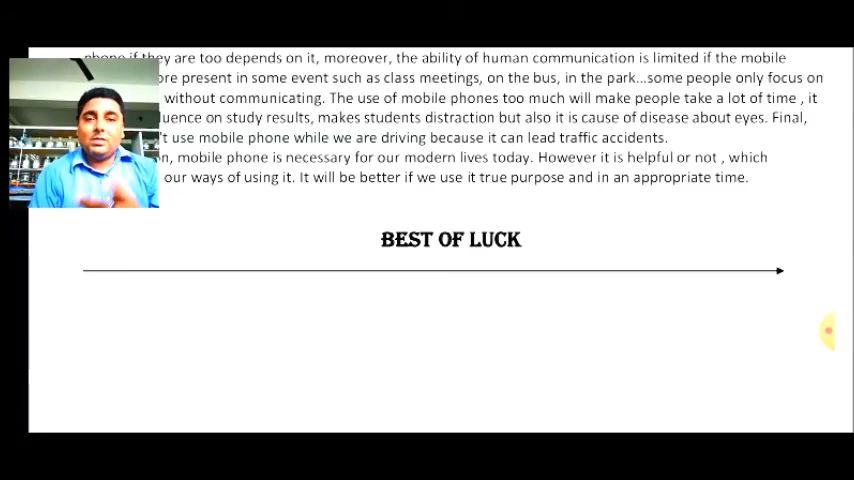 phone if they are too depends on it, moreover, the ability of human communication is limited if the mobile
present in some event such as class meetings, on the bus, in the park...some people only focus on
without communicating. The use of mobile phones too much will make people take a lot of time , it
on study results, makes students distraction but also it is cause of disease about eyes. Final,
use mobile phone while we are driving because it can lead traffic accidents.
mobile phone is necessary for our modern lives today. However it is helpful or not , which
our ways of using it. It will be better if we use it true purpose and in an appropriate time.
BEST OF LUCK